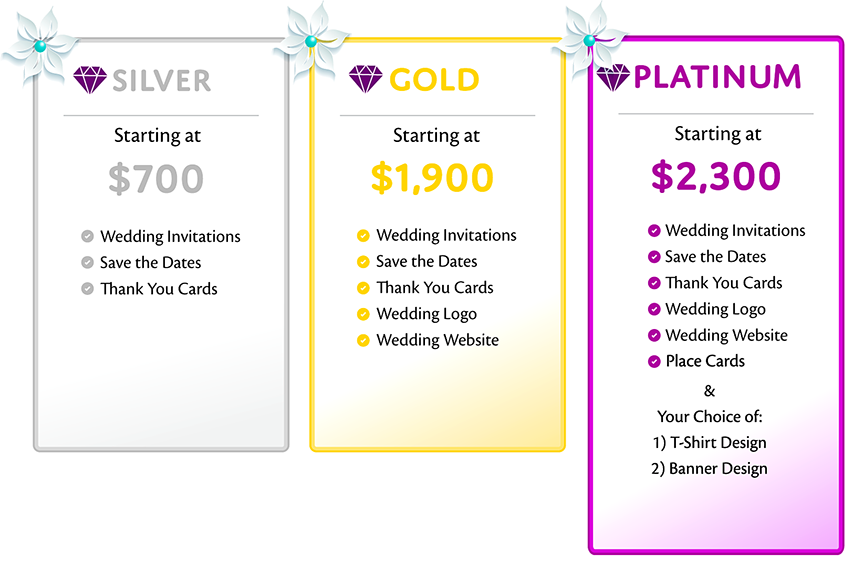 SILVER
Starting at
$700
Wedding Invitations
Save the Dates
Thank You Cards
GOLD
Starting at
$1,900
Wedding Invitations
Save the Dates
Thank You Cards
Wedding Logo
Wedding Website
PLATINUM
Starting at
$2,300
Wedding Invitations
Save the Dates
Thank You Cards
Wedding Logo
Wedding Website
Place Cards
&
Your Choice of:
1) T-Shirt Design
2) Banner Design